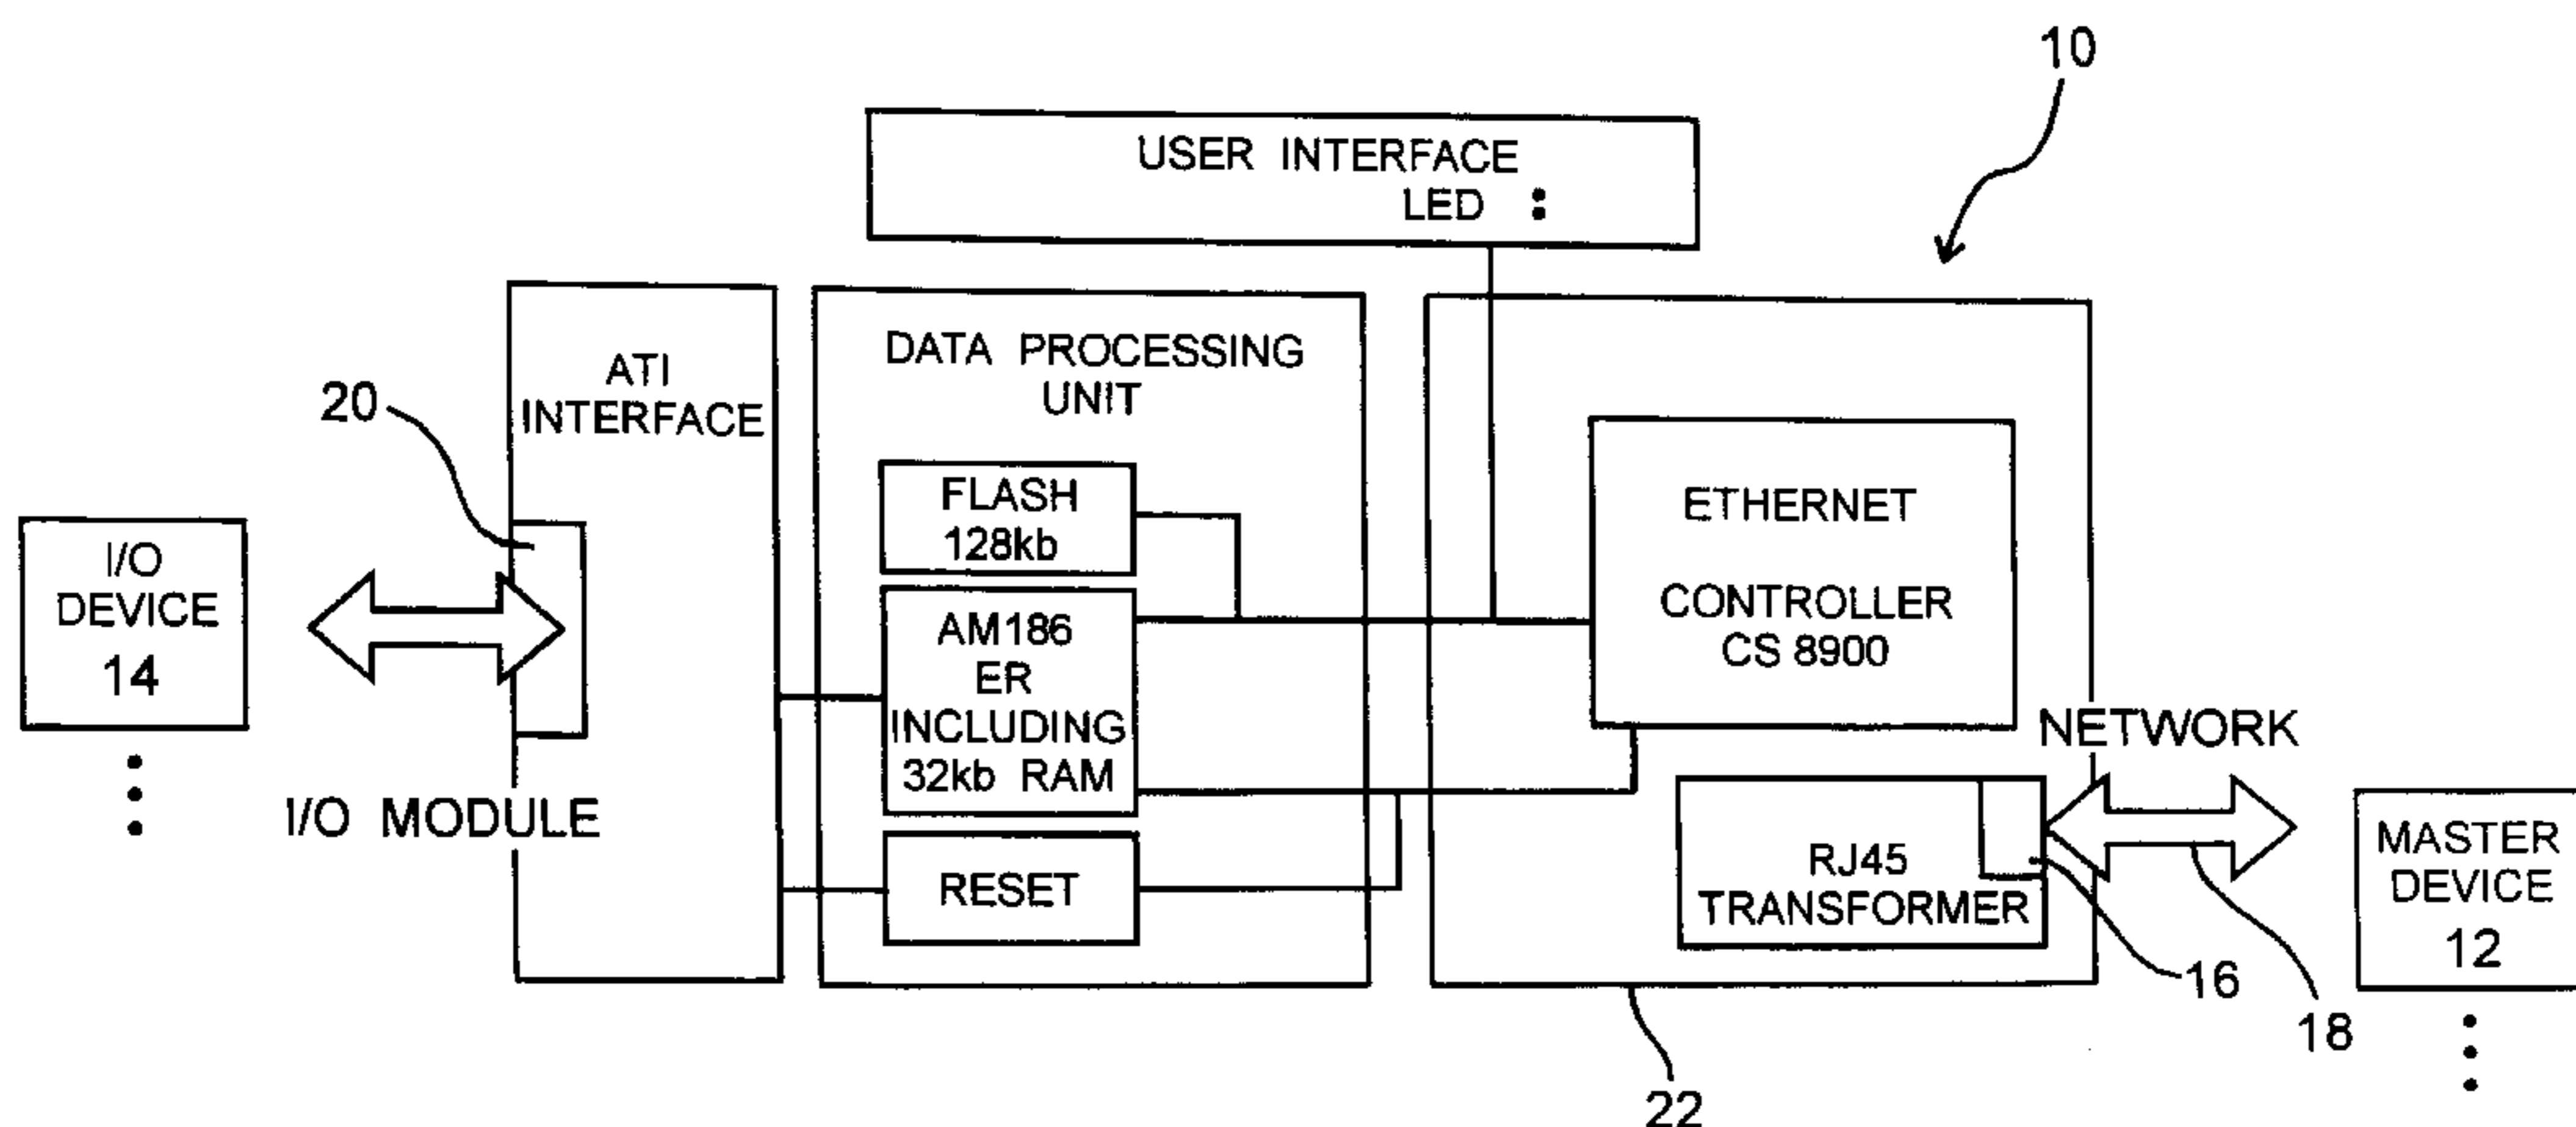 10
USER INTERFACE
LED :
ATI
INTERFACE
20
DATA PROCESSING
UNIT
FLASH
128kb
AM186
ER
INCLUDING
32kb RAM
RESET
ETHERNET
CONTROLLER
CS 8900
I/O
DEVICE
14
I/O MODULE
NETWORK
RJ45
TRANSFORMER
MASTER
DEVICE
12
16
18
22